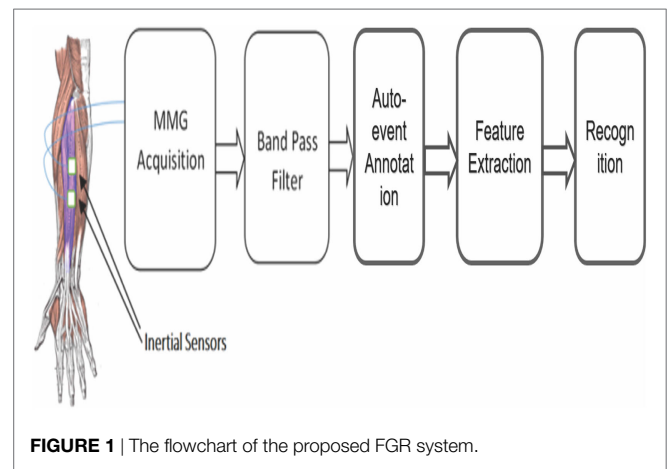 MMG
Acquisition
Band Pass
Filter
Auto-
event
Annotat
ion
Feature
Extraction
Recogn
ition
Inertial Sensors
FIGURE 1 | The flowchart of the proposed FGR system.